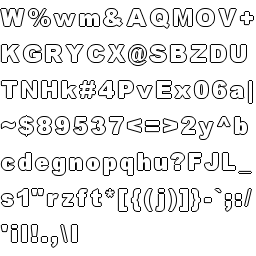 W%wm&AQMOV+
KGRYCX@SBZDU
TNHk#4PvEx06a|
~$89537<=>2y^b
cdegnopqhu?FJL_
s1"rzft*[{(j)]}-`;:/
'il!.,\I